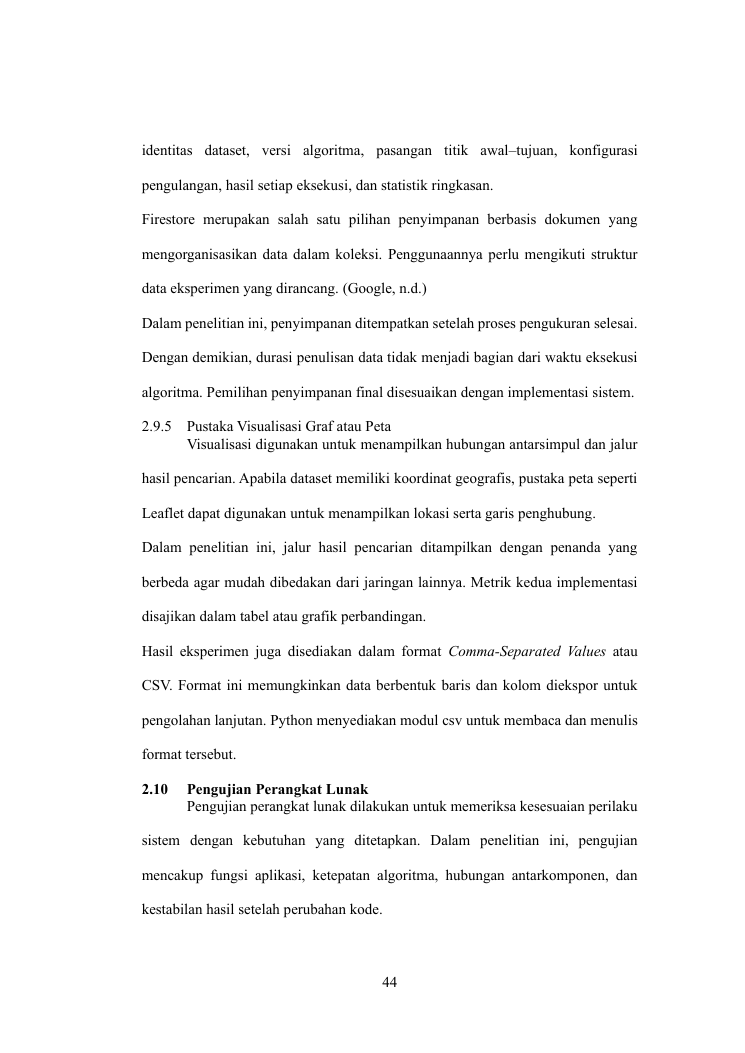 identitas dataset, versi algoritma, pasangan titik awal–tujuan, konfigurasi
pengulangan, hasil setiap eksekusi, dan statistik ringkasan.
Firestore merupakan salah satu pilihan penyimpanan berbasis dokumen yang
mengorganisasikan data dalam koleksi. Penggunaannya perlu mengikuti struktur
data eksperimen yang dirancang. (Google, n.d.)
Dalam penelitian ini, penyimpanan ditempatkan setelah proses pengukuran selesai.
Dengan demikian, durasi penulisan data tidak menjadi bagian dari waktu eksekusi
algoritma. Pemilihan penyimpanan final disesuaikan dengan implementasi sistem.
2.9.5 Pustaka Visualisasi Graf atau Peta
Visualisasi digunakan untuk menampilkan hubungan antarsimpul dan jalur
hasil pencarian. Apabila dataset memiliki koordinat geografis, pustaka peta seperti
Leaflet dapat digunakan untuk menampilkan lokasi serta garis penghubung.
Dalam penelitian ini, jalur hasil pencarian ditampilkan dengan penanda yang
berbeda agar mudah dibedakan dari jaringan lainnya. Metrik kedua implementasi
disajikan dalam tabel atau grafik perbandingan.
Hasil eksperimen juga disediakan dalam format Comma-Separated Values atau
CSV. Format ini memungkinkan data berbentuk baris dan kolom diekspor untuk
pengolahan lanjutan. Python menyediakan modul csv untuk membaca dan menulis
format tersebut.
2.10 Pengujian Perangkat Lunak
Pengujian perangkat lunak dilakukan untuk memeriksa kesesuaian perilaku
sistem dengan kebutuhan yang ditetapkan. Dalam penelitian ini, pengujian
mencakup fungsi aplikasi, ketepatan algoritma, hubungan antarkomponen, dan
kestabilan hasil setelah perubahan kode.
44